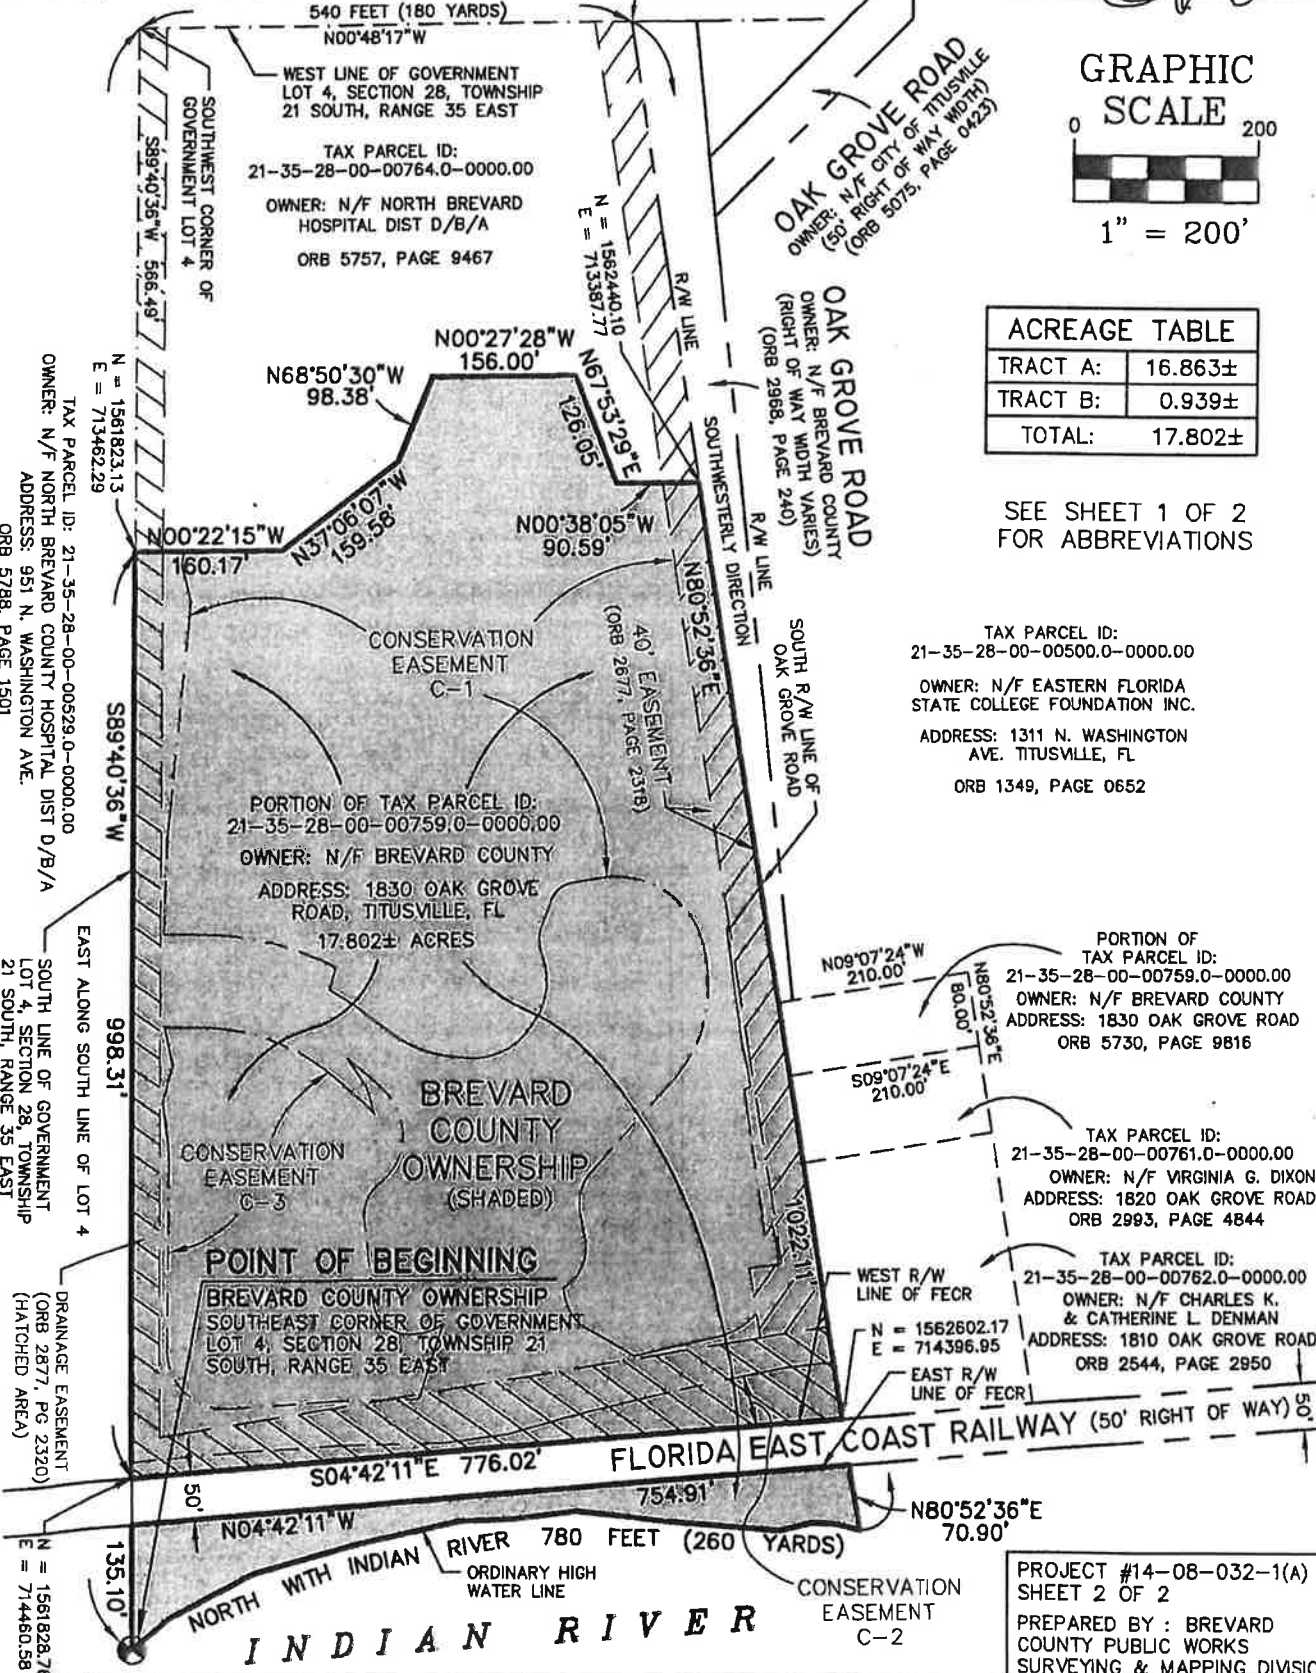 540 FEET (180 YARDS)
N00°48'17"W
WEST LINE OF GOVERNMENT
LOT 4, SECTION 28, TOWNSHIP
21 SOUTH, RANGE 35 EAST
TAX PARCEL ID:
21-35-28-00-00764.0-0000.00
OWNER: N/F NORTH BREVARD
HOSPITAL DIST D/B/A
ORB 5757, PAGE 9467
SOUTHWEST CORNER OF
GOVERNMENT LOT 4
S89°40'36"W 566.49'
N = 1562440.10
E = 713387.77
R/W LINE
OAK GROVE ROAD
OWNER: N/F CITY OF TITUSVILLE
(50' RIGHT OF WAY WIDTH)
(ORB 5075, PAGE 0423)
GRAPHIC
SCALE
0 200
1" = 200'
ACREAGE TABLE
TRACT A: 16.863±
TRACT B: 0.939±
TOTAL: 17.802±
SEE SHEET 1 OF 2
FOR ABBREVIATIONS
OAK GROVE ROAD
OWNER: N/F BREVARD COUNTY
(RIGHT OF WAY WIDTH VARIES)
(ORB 2968, PAGE 240)
SOUTHWESTERLY DIRECTION
R/W LINE
N00°27'28"W
156.00'
N68°50'30"W
98.38'
N67°53'29"E
126.05'
N37°06'07"W
159.58'
N00°38'05"W
90.59'
N00°22'15"W
160.17'
N = 1561823.13
E = 713462.29
TAX PARCEL ID: 21-35-28-00-00529.0-0000.00
OWNER: N/F NORTH BREVARD COUNTY HOSPITAL DIST D/B/A
ADDRESS: 951 N. WASHINGTON AVE.
ORB 5788, PAGE 1501
N80°52'36"E
CONSERVATION
EASEMENT
C-1
40' EASEMENT
(ORB 2877, PAGE 2318)
SOUTH R/W LINE OF
OAK GROVE ROAD
TAX PARCEL ID:
21-35-28-00-00500.0-0000.00
OWNER: N/F EASTERN FLORIDA
STATE COLLEGE FOUNDATION INC.
ADDRESS: 1311 N. WASHINGTON
AVE. TITUSVILLE, FL
ORB 1349, PAGE 0652
S89°40'36"W
998.31'
PORTION OF TAX PARCEL ID:
21-35-28-00-00759.0-0000.00
OWNER: N/F BREVARD COUNTY
ADDRESS: 1830 OAK GROVE
ROAD, TITUSVILLE, FL
17.802± ACRES
EAST ALONG SOUTH LINE OF LOT 4
SOUTH LINE OF GOVERNMENT
LOT 4, SECTION 28, TOWNSHIP
21 SOUTH, RANGE 35 EAST
N09°07'24"W
210.00'
N80°52'36"E
80.00'
S09°07'24"E
210.00'
PORTION OF
TAX PARCEL ID:
21-35-28-00-00759.0-0000.00
OWNER: N/F BREVARD COUNTY
ADDRESS: 1830 OAK GROVE ROAD
ORB 5730, PAGE 9816
BREVARD
COUNTY
OWNERSHIP
(SHADED)
CONSERVATION
EASEMENT
C-3
TAX PARCEL ID:
21-35-28-00-00761.0-0000.00
OWNER: N/F VIRGINIA G. DIXON
ADDRESS: 1820 OAK GROVE ROAD
ORB 2993, PAGE 4844
1022.11'
POINT OF BEGINNING
BREVARD COUNTY OWNERSHIP
SOUTHEAST CORNER OF GOVERNMENT
LOT 4, SECTION 28, TOWNSHIP 21
SOUTH, RANGE 35 EAST
WEST R/W
LINE OF FECR
N = 1562602.17
E = 714396.95
EAST R/W
LINE OF FECR
TAX PARCEL ID:
21-35-28-00-00762.0-0000.00
OWNER: N/F CHARLES K.
& CATHERINE L. DENMAN
ADDRESS: 1810 OAK GROVE ROAD
ORB 2544, PAGE 2950
DRAINAGE EASEMENT
(ORB 2877, PG 2320)
(HATCHED AREA)
S04°42'11"E 776.02'
FLORIDA EAST COAST RAILWAY (50' RIGHT OF WAY)
50'
50'
754.91'
N04°42'11"W
N80°52'36"E
70.90'
135.10'
NORTH WITH INDIAN RIVER 780 FEET (260 YARDS)
ORDINARY HIGH
WATER LINE
CONSERVATION
EASEMENT
C-2
E = 714460.58
INDIAN RIVER
PROJECT #14-08-032-1(A)
SHEET 2 OF 2
PREPARED BY : BREVARD
COUNTY PUBLIC WORKS
SURVEYING & MAPPING